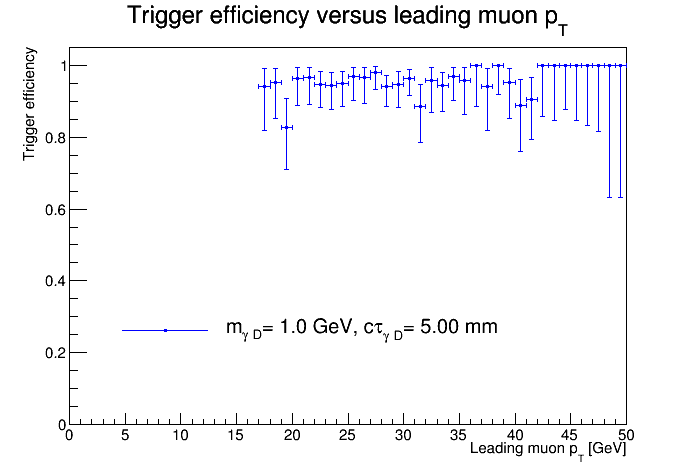 Trigger efficiency versus leading muon p_T
Trigger efficiency
1
0.8
0.6
0.4
0.2
0
m_γ D= 1.0 GeV, cτ_γ D= 5.00 mm
0 5 10 15 20 25 30 35 40 45 50
Leading muon p_T [GeV]